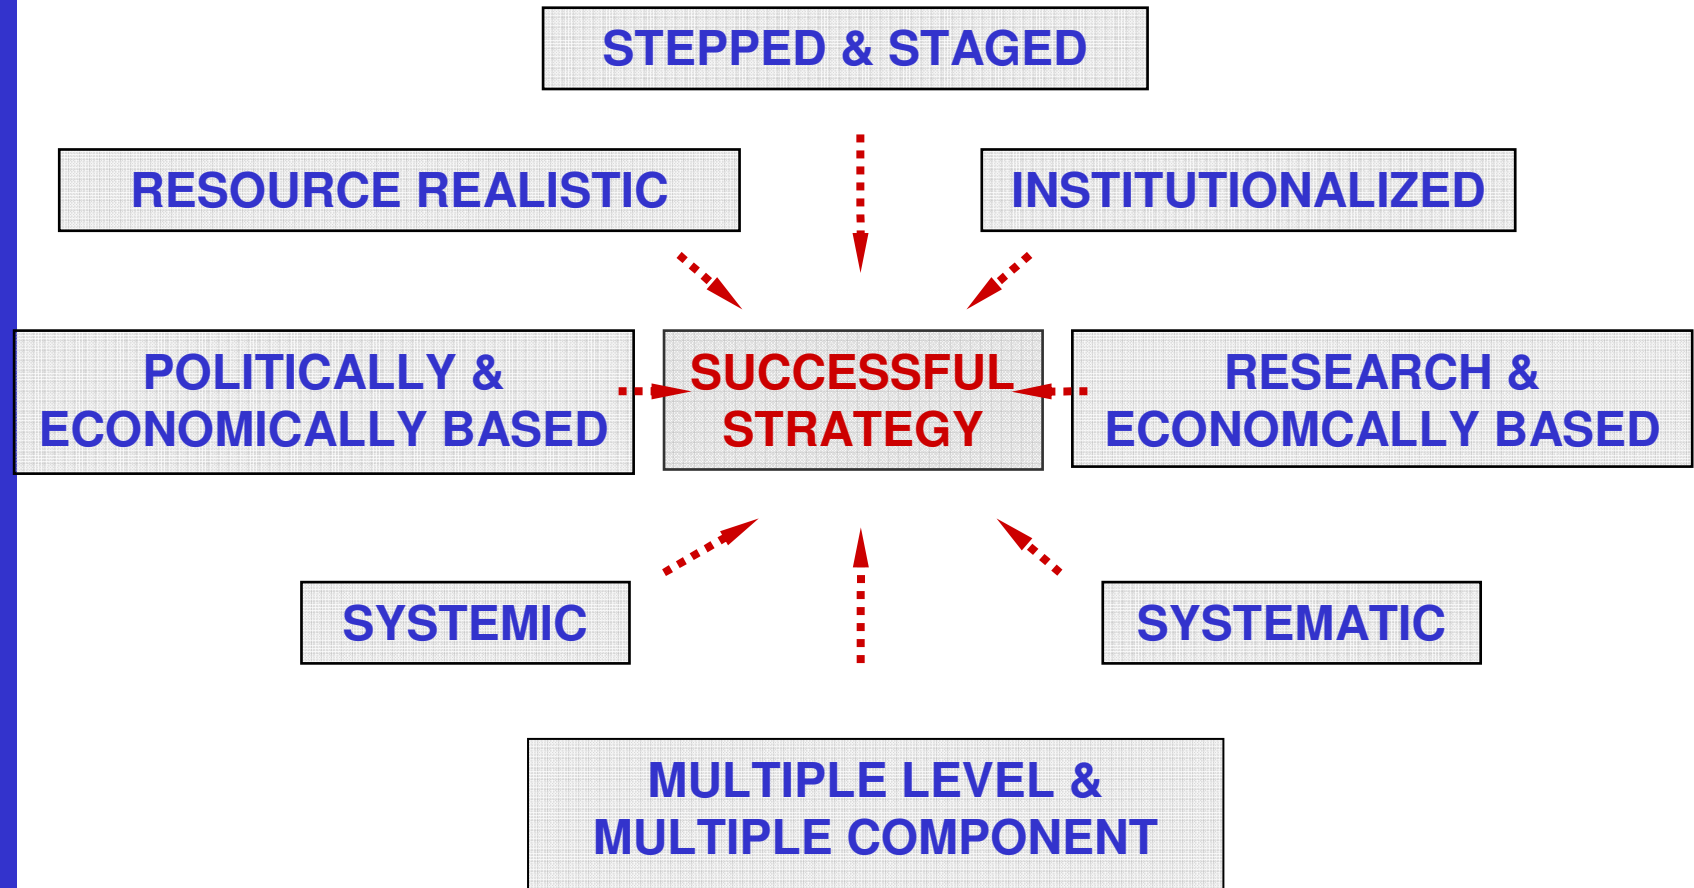 STEPPED & STAGED
RESOURCE REALISTIC
INSTITUTIONALIZED
POLITICALLY &
ECONOMICALLY BASED
SUCCESSFUL
STRATEGY
RESEARCH &
ECONOMCALLY BASED
SYSTEMIC
SYSTEMATIC
MULTIPLE LEVEL &
MULTIPLE COMPONENT